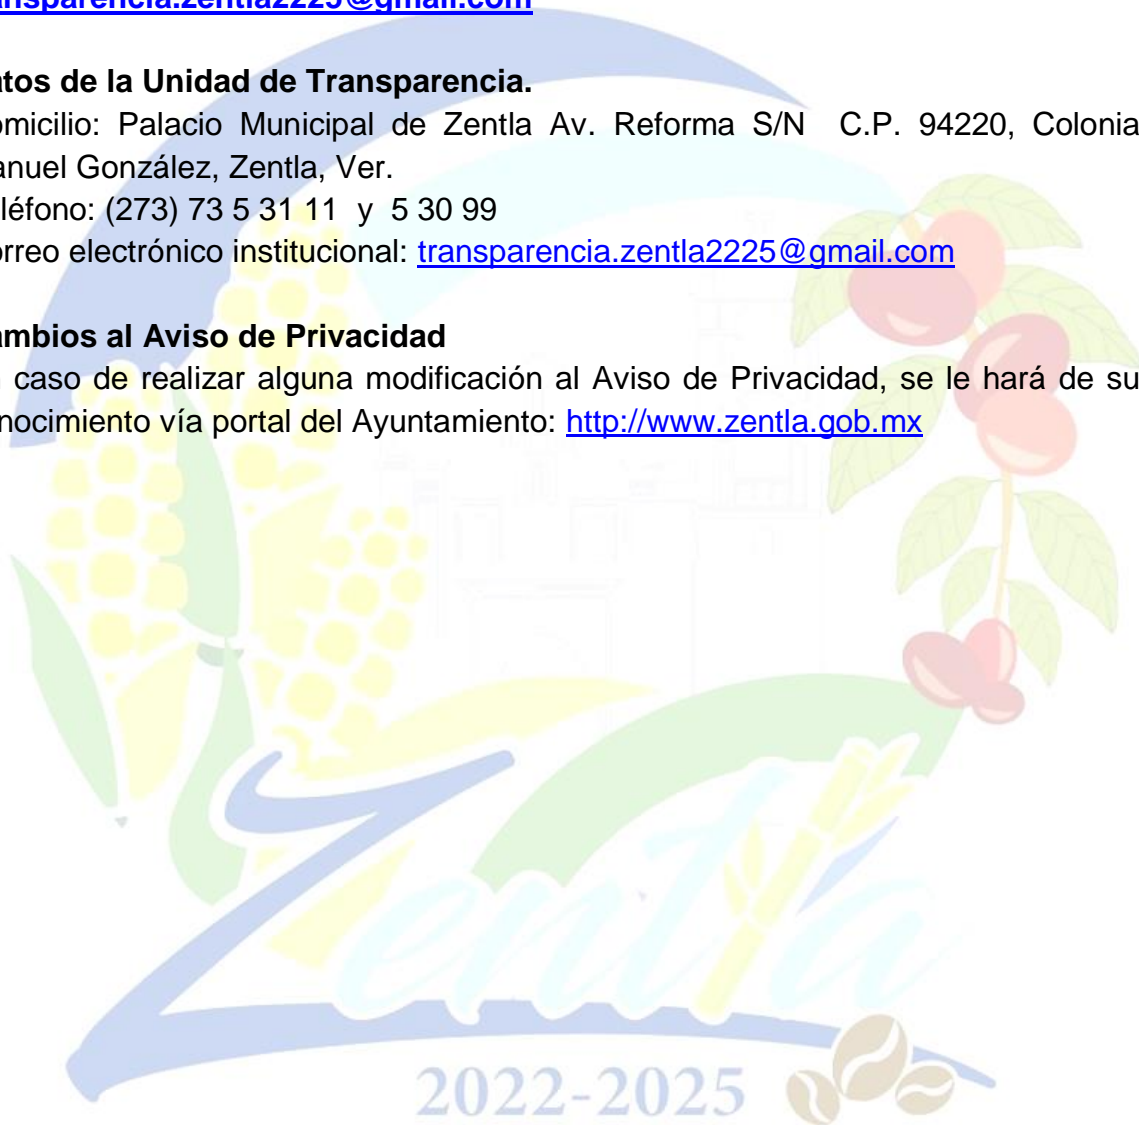 ansparencia.zentla2225@gmail.com
atos de la Unidad de Transparencia.
omicilio: Palacio Municipal de Zentla Av. Reforma S/N C.P. 94220, Colonia
anuel González, Zentla, Ver.
léfono: (273) 73 5 31 11 y 5 30 99
orreo electrónico institucional: transparencia.zentla2225@gmail.com
ambios al Aviso de Privacidad
caso de realizar alguna modificación al Aviso de Privacidad, se le hará de su
nocimiento vía portal del Ayuntamiento: http://www.zentla.gob.mx
Zentla
2022-2025